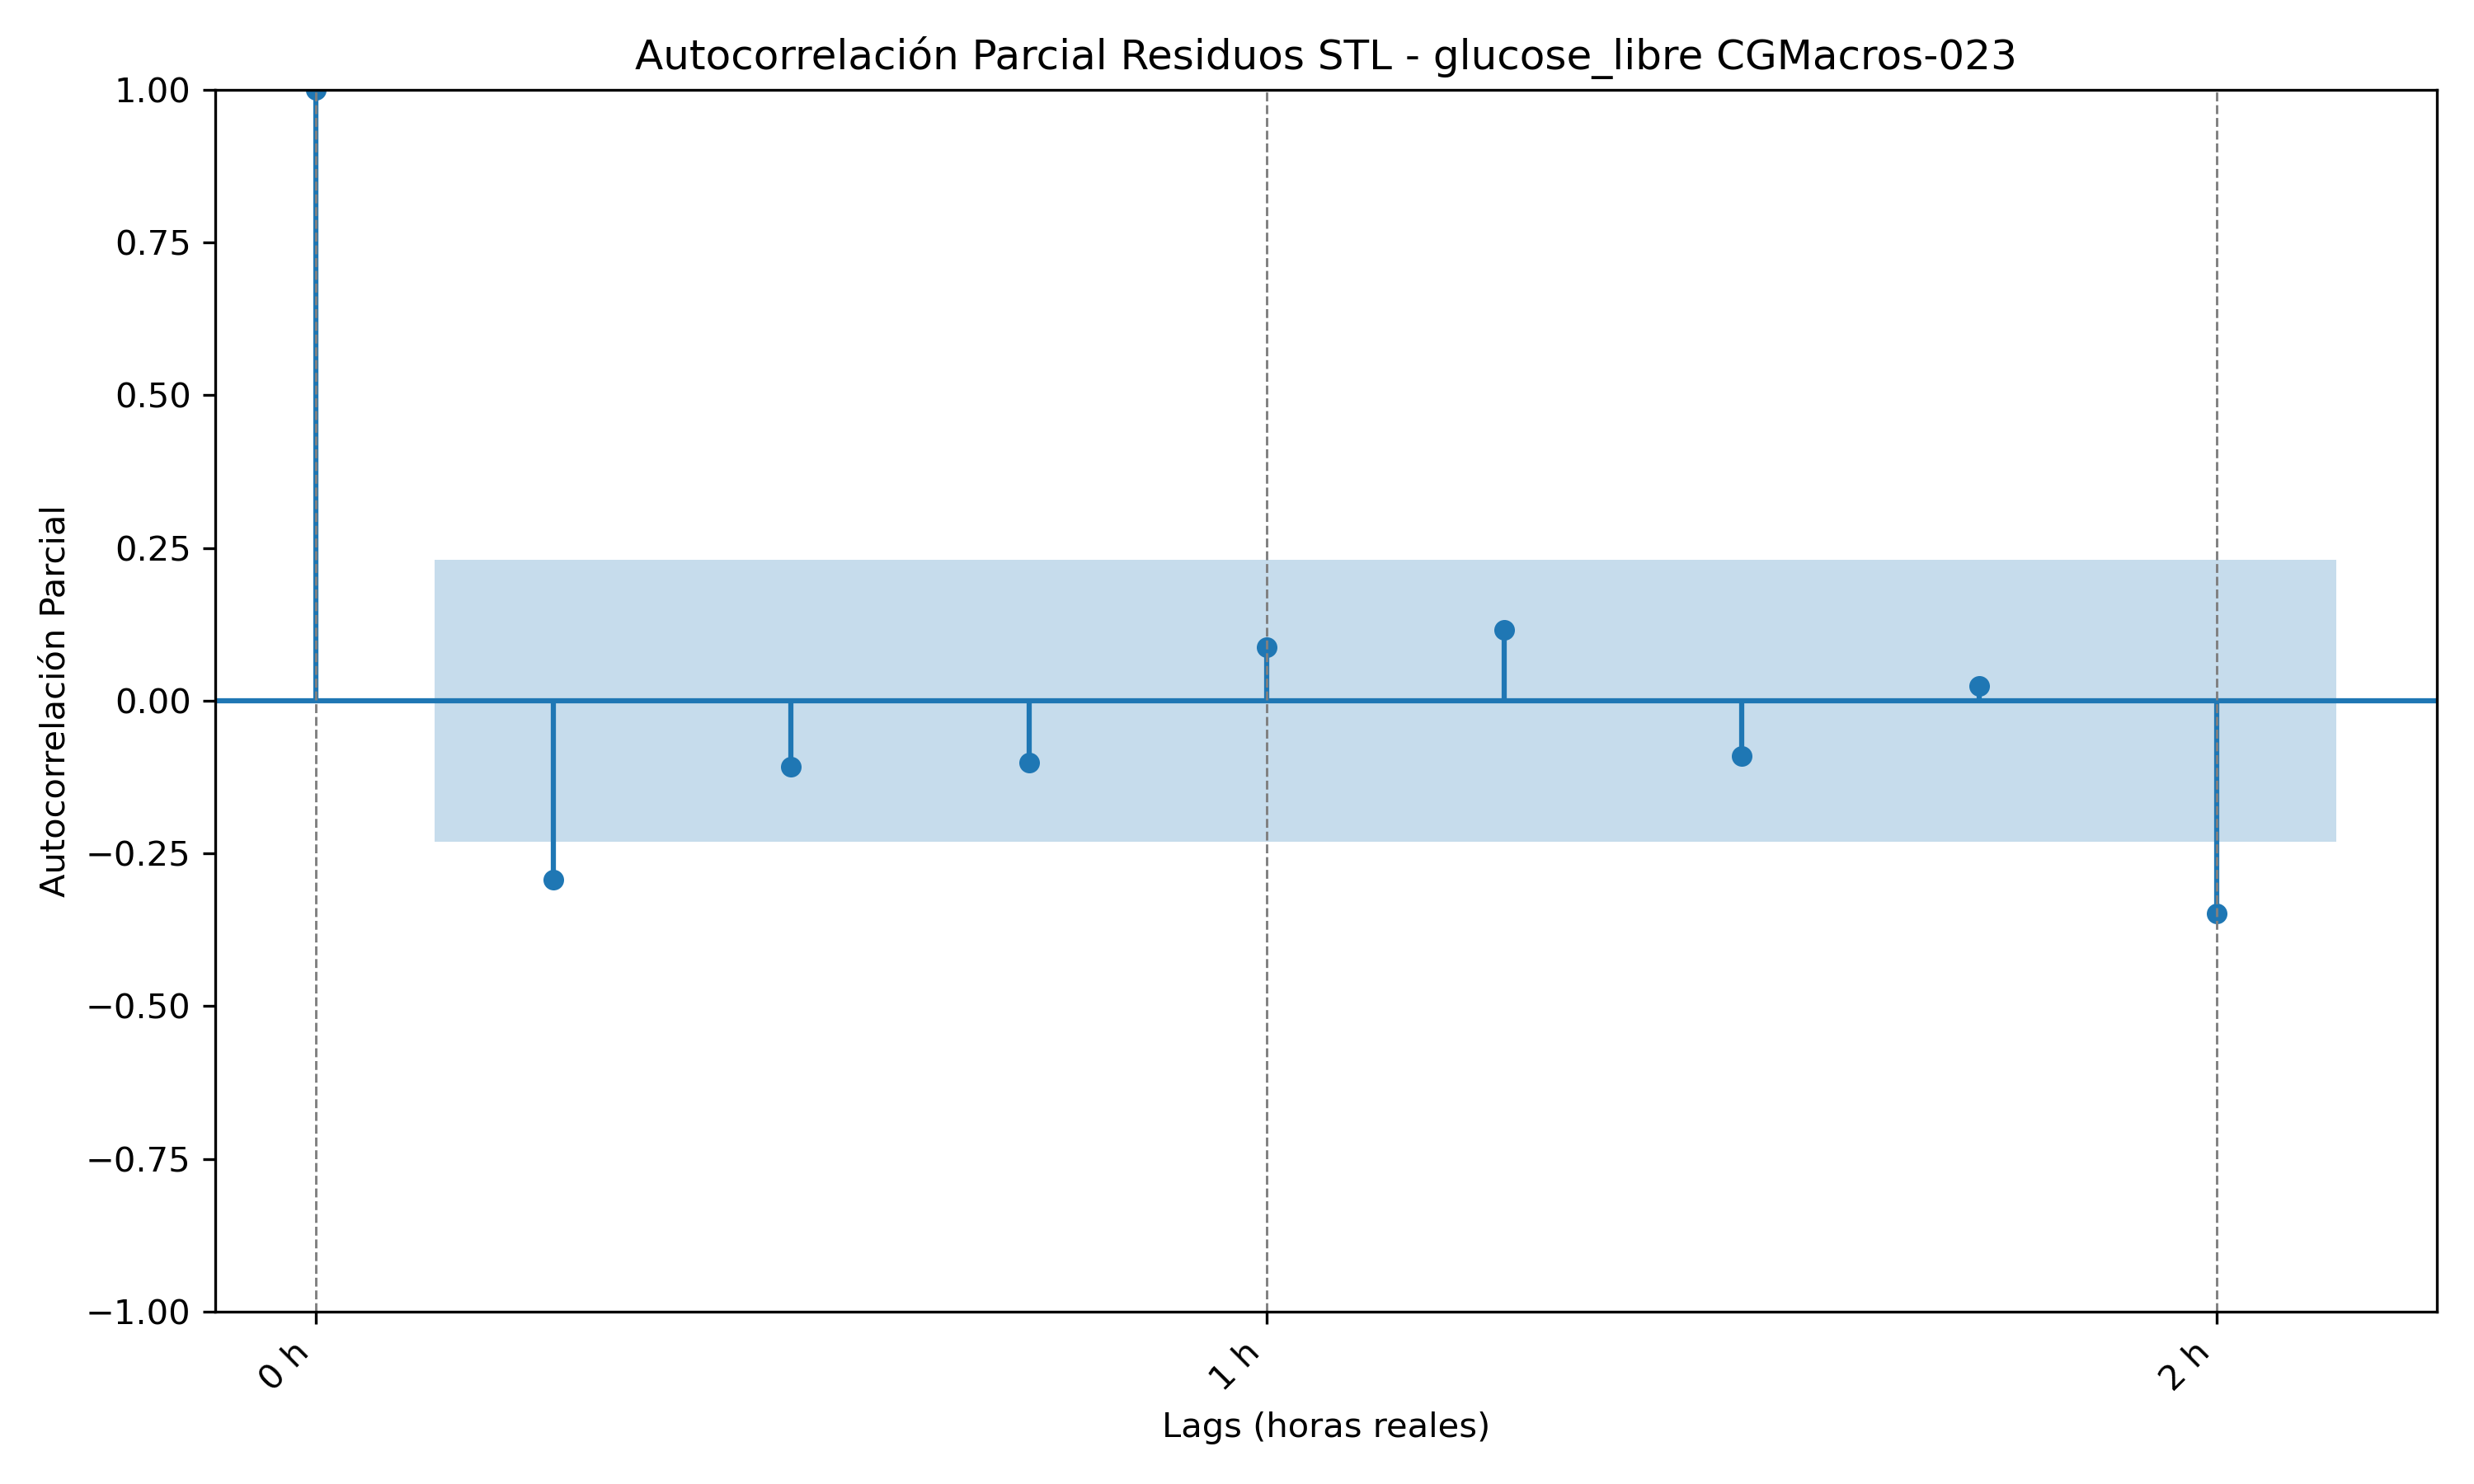 Autocorrelación Parcial Residuos STL - glucose_libre CGMacros-023
Autocorrelación Parcial
1.00
0.75
0.50
0.25
0.00
−0.25
−0.50
−0.75
−1.00
0 h
1 h
2 h
Lags (horas reales)